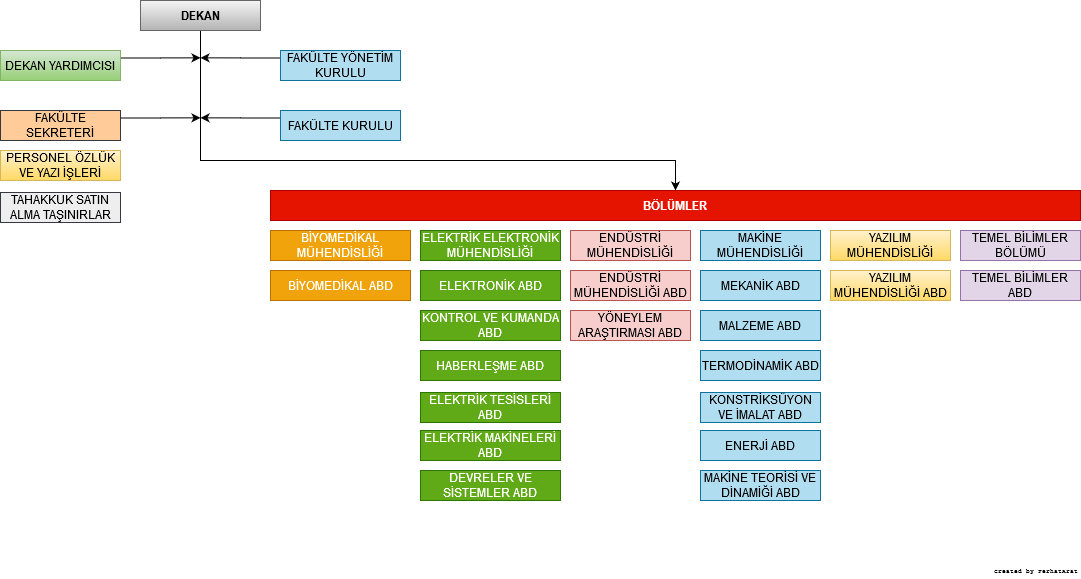 DEKAN
DEKAN YARDIMCISI
FAKÜLTE YÖNETİM
KURULU
FAKÜLTE
SEKRETERİ
FAKÜLTE KURULU
PERSONEL ÖZLÜK
VE YAZI İŞLERİ
TAHAKKUK SATIN
ALMA TAŞINIRLAR
BÖLÜMLER
BİYOMEDİKAL
MÜHENDİSLİĞİ
BİYOMEDİKAL ABD
ELEKTRİK ELEKTRONİK
MÜHENDİSLİĞİ
ELEKTRONİK ABD
KONTROL VE KUMANDA
ABD
HABERLEŞME ABD
ELEKTRİK TESİSLERİ
ABD
ELEKTRİK MAKİNELERİ
ABD
DEVRELER VE
SİSTEMLER ABD
ENDÜSTRİ
MÜHENDİSLİĞİ
ENDÜSTRİ
MÜHENDİSLİĞİ ABD
YÖNEYLEM
ARAŞTIRMASI ABD
MAKİNE
MÜHENDİSLİĞİ
MEKANİK ABD
MALZEME ABD
TERMODİNAMİK ABD
KONSTRİKSÜYON
VE İMALAT ABD
ENERJİ ABD
MAKİNE TEORİSİ VE
DİNAMİĞİ ABD
YAZILIM
MÜHENDİSLİĞİ
YAZILIM
MÜHENDİSLİĞİ ABD
TEMEL BİLİMLER
BÖLÜMÜ
TEMEL BİLİMLER
ABD
created by FerhatArat